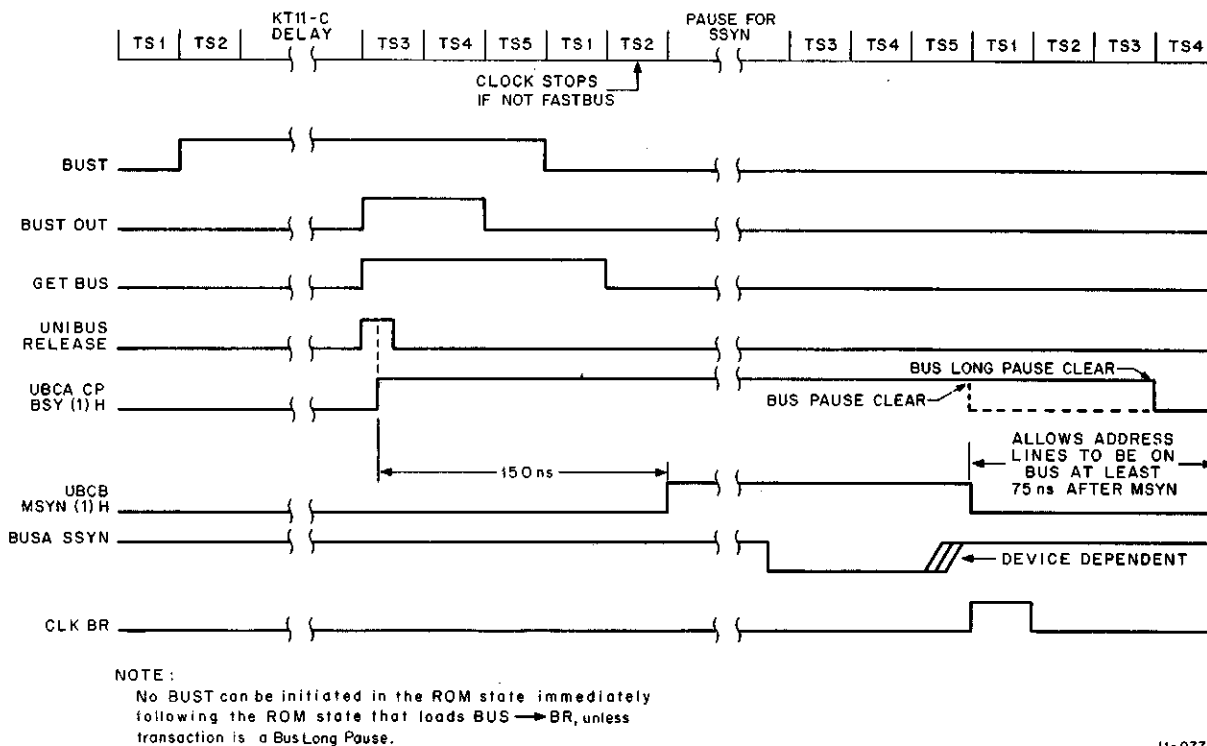 KT11-C
DELAY
PAUSE FOR
SSYN
TS1 TS2 TS3 TS4 TS5 TS1 TS2 TS3 TS4 TS5 TS1 TS2 TS3 TS4
CLOCK STOPS
IF NOT FASTBUS
BUST
BUST OUT
GET BUS
UNIBUS
RELEASE
UBCA CP
BSY (1) H
BUS LONG PAUSE CLEAR
BUS PAUSE CLEAR
150 ns
ALLOWS ADDRESS
LINES TO BE ON
BUS AT LEAST
75 ns AFTER MSYN
UBCB
MSYN (1) H
BUSA SSYN
DEVICE DEPENDENT
CLK BR
NOTE :
No BUST can be initiated in the ROM state immediately
following the ROM state that loads BUS → BR, unless
transaction is a Bus Long Pause.